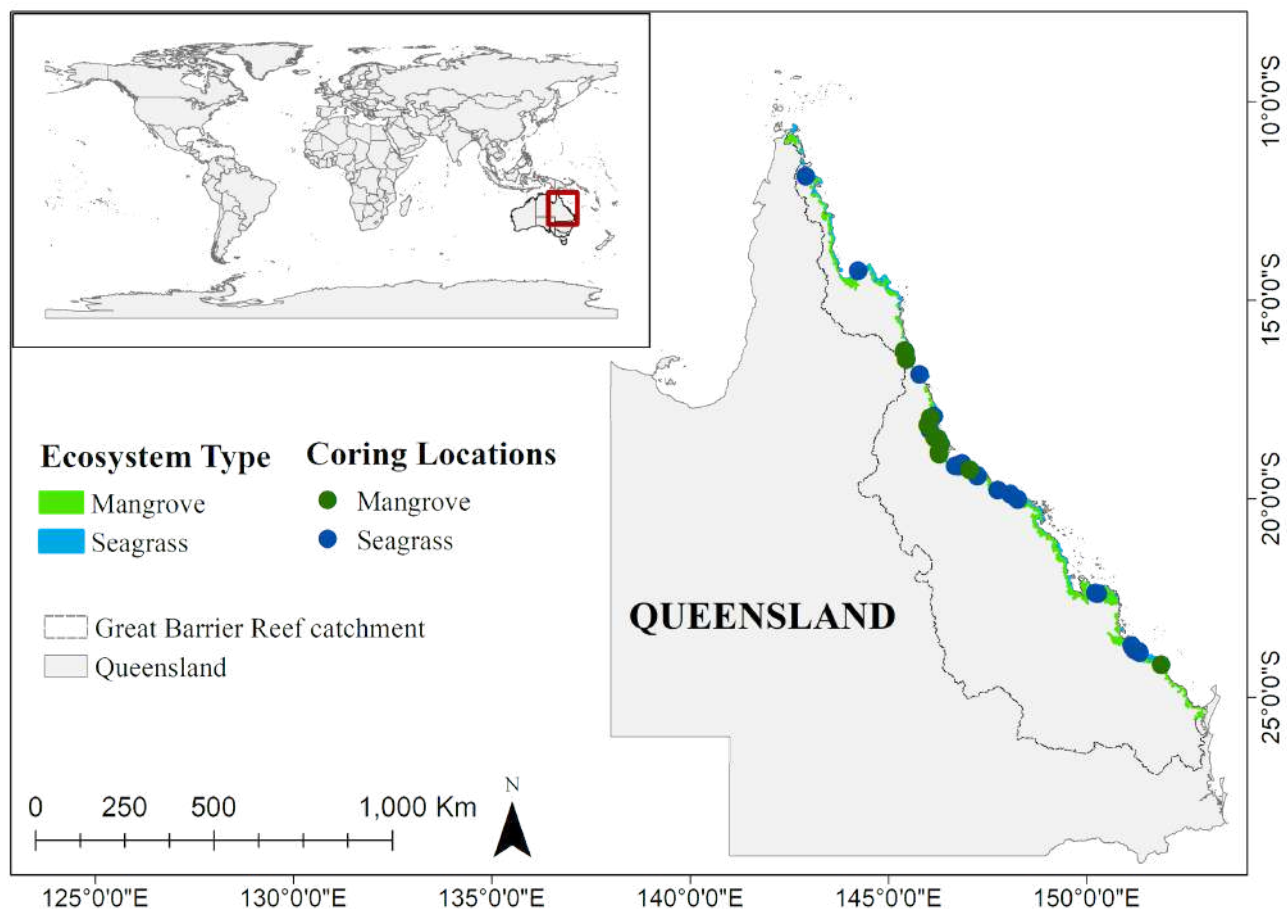 10°0'0"S
15°0'0"S
20°0'0"S
25°0'0"S
Ecosystem Type
Mangrove
Seagrass
Coring Locations
Mangrove
Seagrass
Great Barrier Reef catchment
Queensland
QUEENSLAND
N
0 250 500 1,000 Km
125°0'0"E 130°0'0"E 135°0'0"E 140°0'0"E 145°0'0"E 150°0'0"E